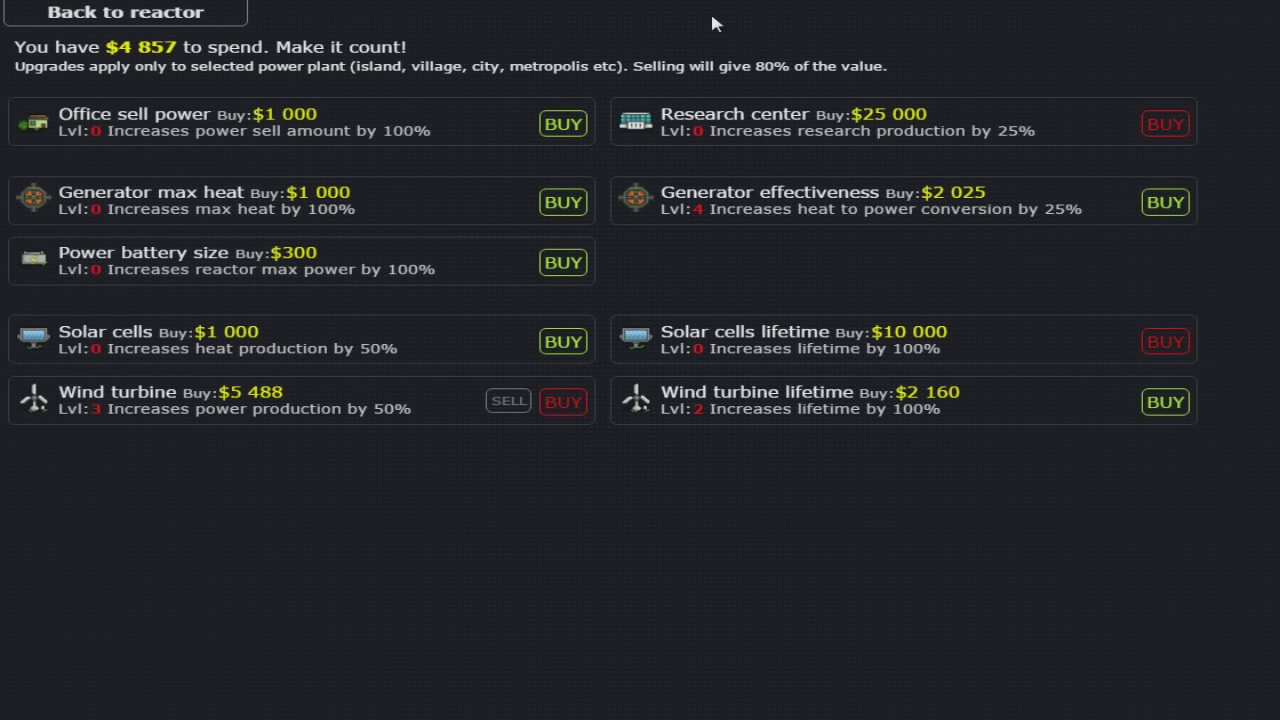 Back to reactor
You have $4 857 to spend. Make it count!
Upgrades apply only to selected power plant (island, village, city, metropolis etc). Selling will give 80% of the value.
Office sell power Buy:$1 000
Lvl:0 Increases power sell amount by 100%
BUY
Research center Buy:$25 000
Lvl:0 Increases research production by 25%
BUY
Generator max heat Buy:$1 000
Lvl:0 Increases max heat by 100%
BUY
Generator effectiveness Buy:$2 025
Lvl:4 Increases heat to power conversion by 25%
BUY
Power battery size Buy:$300
Lvl:0 Increases reactor max power by 100%
BUY
Solar cells Buy:$1 000
Lvl:0 Increases heat production by 50%
BUY
Solar cells lifetime Buy:$10 000
Lvl:0 Increases lifetime by 100%
BUY
Wind turbine Buy:$5 488
Lvl:3 Increases power production by 50%
SELL BUY
Wind turbine lifetime Buy:$2 160
Lvl:2 Increases lifetime by 100%
BUY